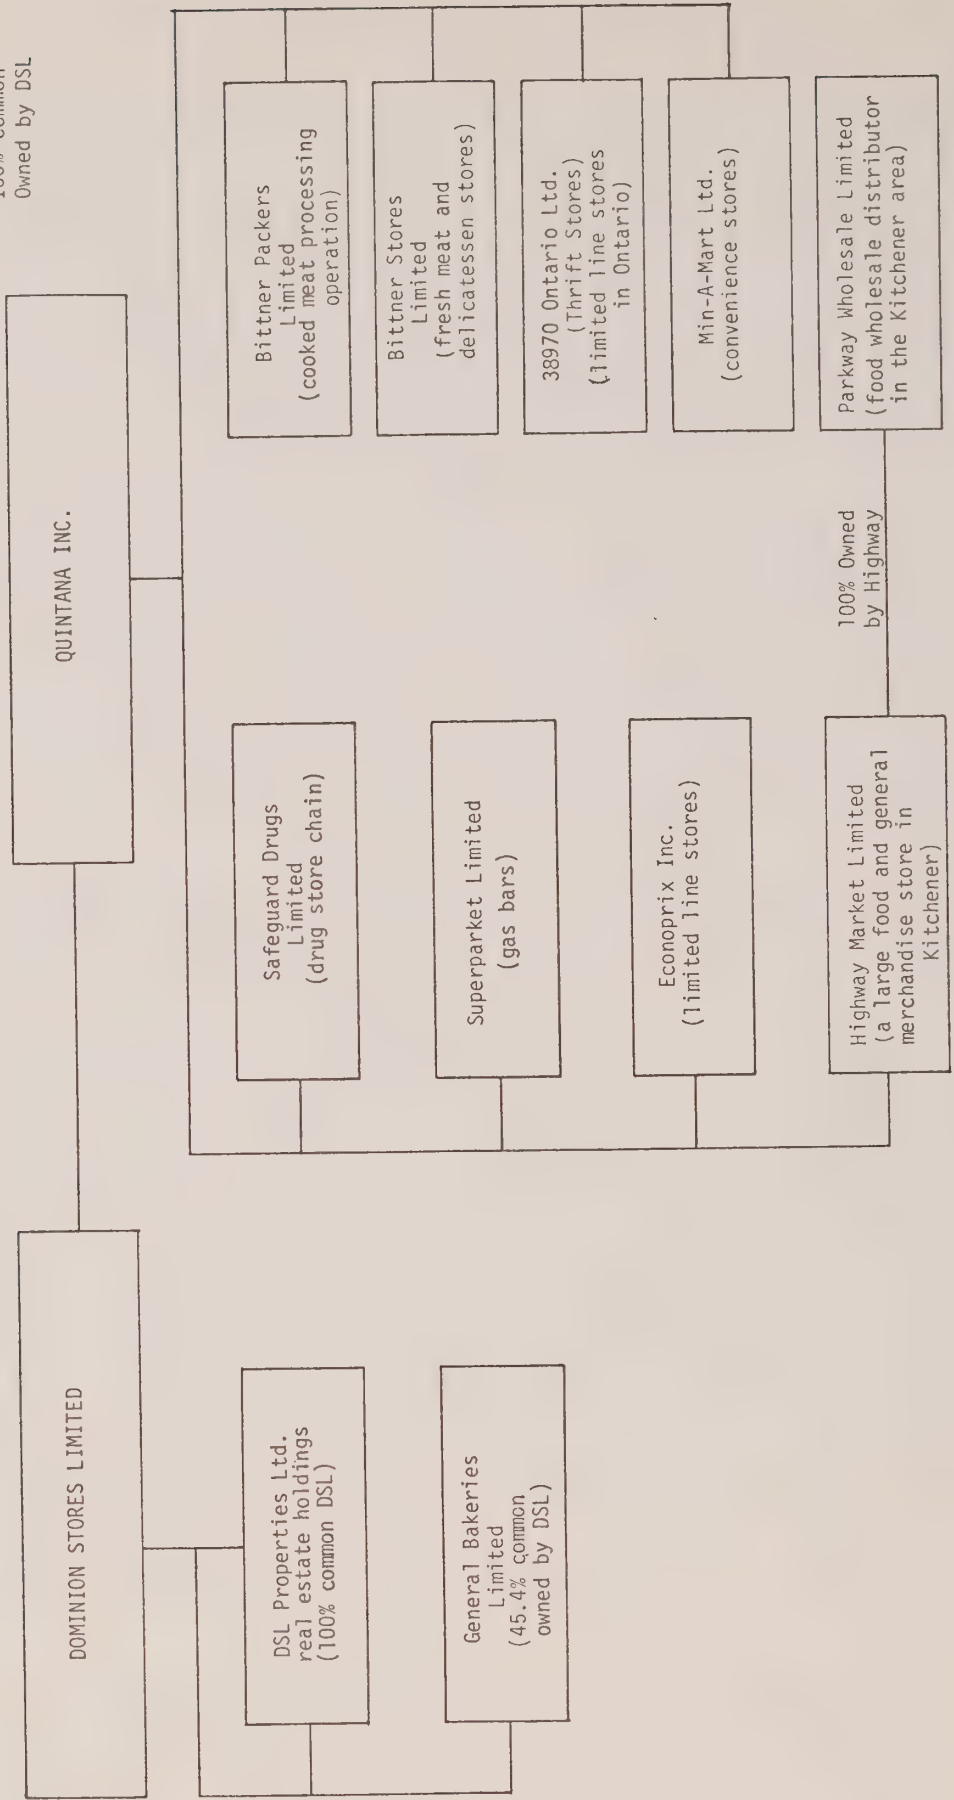 100% Common
Owned by DSL
DOMINION STORES LIMITED
QUINTANA INC.
DSL Properties Ltd.
real estate holdings
(100% common DSL)
General Bakeries
Limited
(45.4% common
owned by DSL)
Safeguard Drugs
Limited
(drug store chain)
Superparket Limited
(gas bars)
Econoprix Inc.
(limited line stores)
Highway Market Limited
(a large food and general
merchandise store in
Kitchener)
100% Owned
by Highway
Bittner Packers
Limited
(cooked meat processing
operation)
Bittner Stores
Limited
(fresh meat and
delicatessen stores)
38970 Ontario Ltd.
(Thrift Stores)
(limited line stores
in Ontario)
Min-A-Mart Ltd.
(convenience stores)
Parkway Wholesale Limited
(food wholesale distributor
in the Kitchener area)